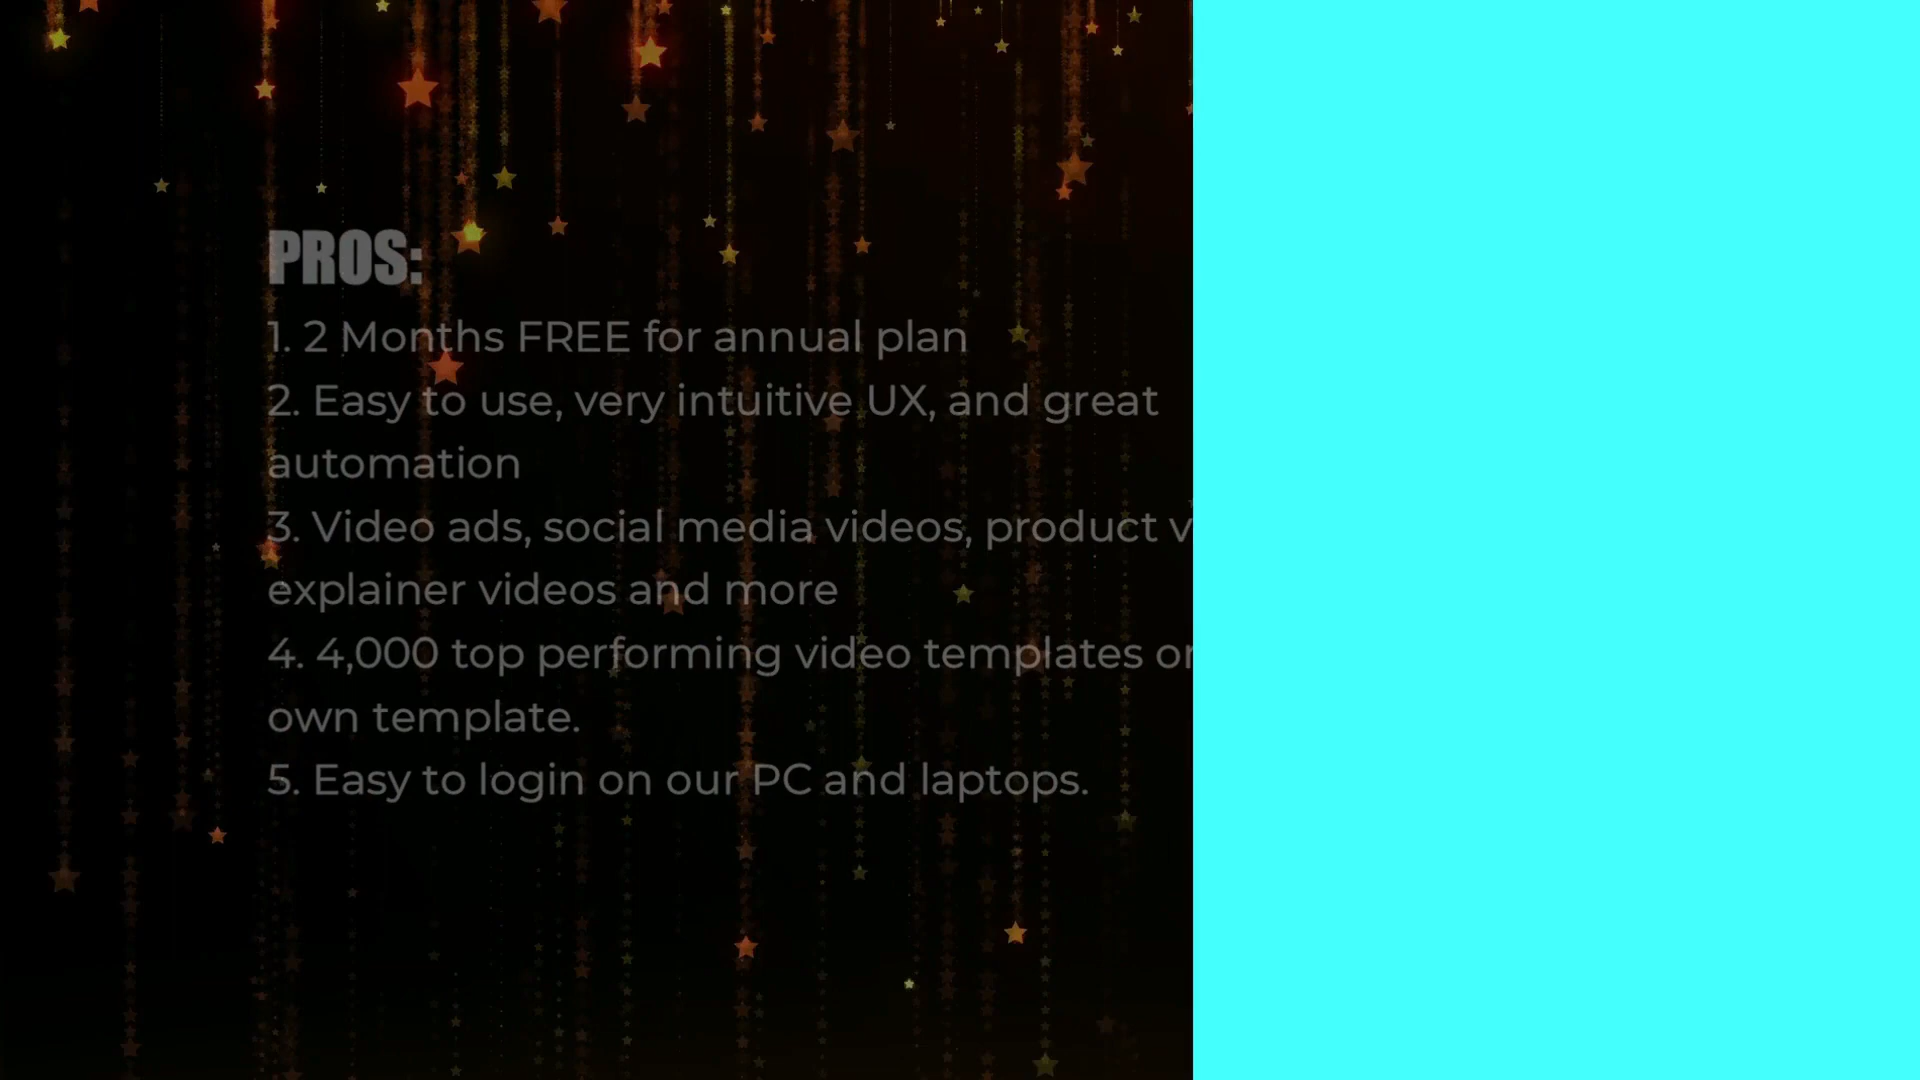 PROS:
1. 2 Months FREE for annual plan
2. Easy to use, very intuitive UX, and great
automation
3. Video ads, social media videos, product
explainer videos and more
4. 4,000 top performing video templates
own template.
5. Easy to login on our PC and laptops.